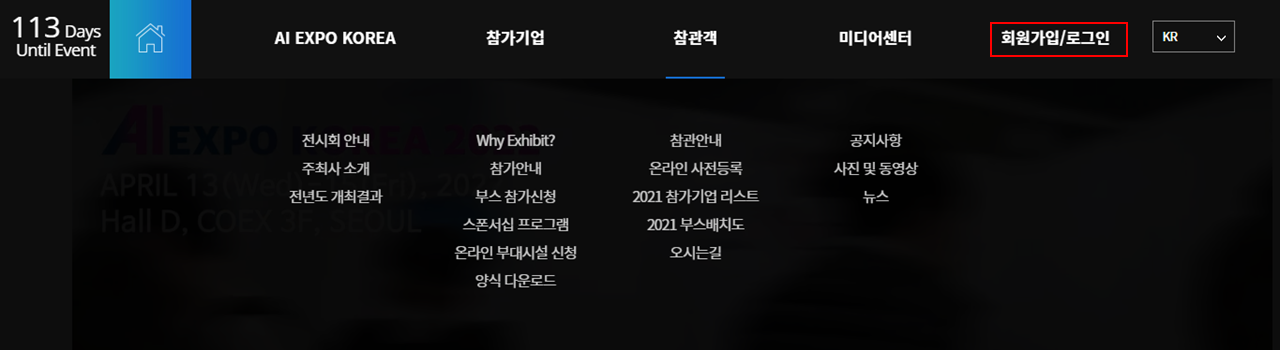 113 Days
Until Event
AI EXPO KOREA
참가기업
참관객
미디어센터
회원가입/로그인
KR
전시회 안내
주최사 소개
전년도 개최결과
Why Exhibit?
참가안내
부스 참가신청
스폰서십 프로그램
온라인 부대시설 신청
양식 다운로드
참관안내
온라인 사전등록
2021 참가기업 리스트
2021 부스배치도
오시는길
공지사항
사진 및 동영상
뉴스
AI EXPO KOREA 202
APRIL 13(Wed
Fri), 202
Hall D, COEX 3F, SEOUL